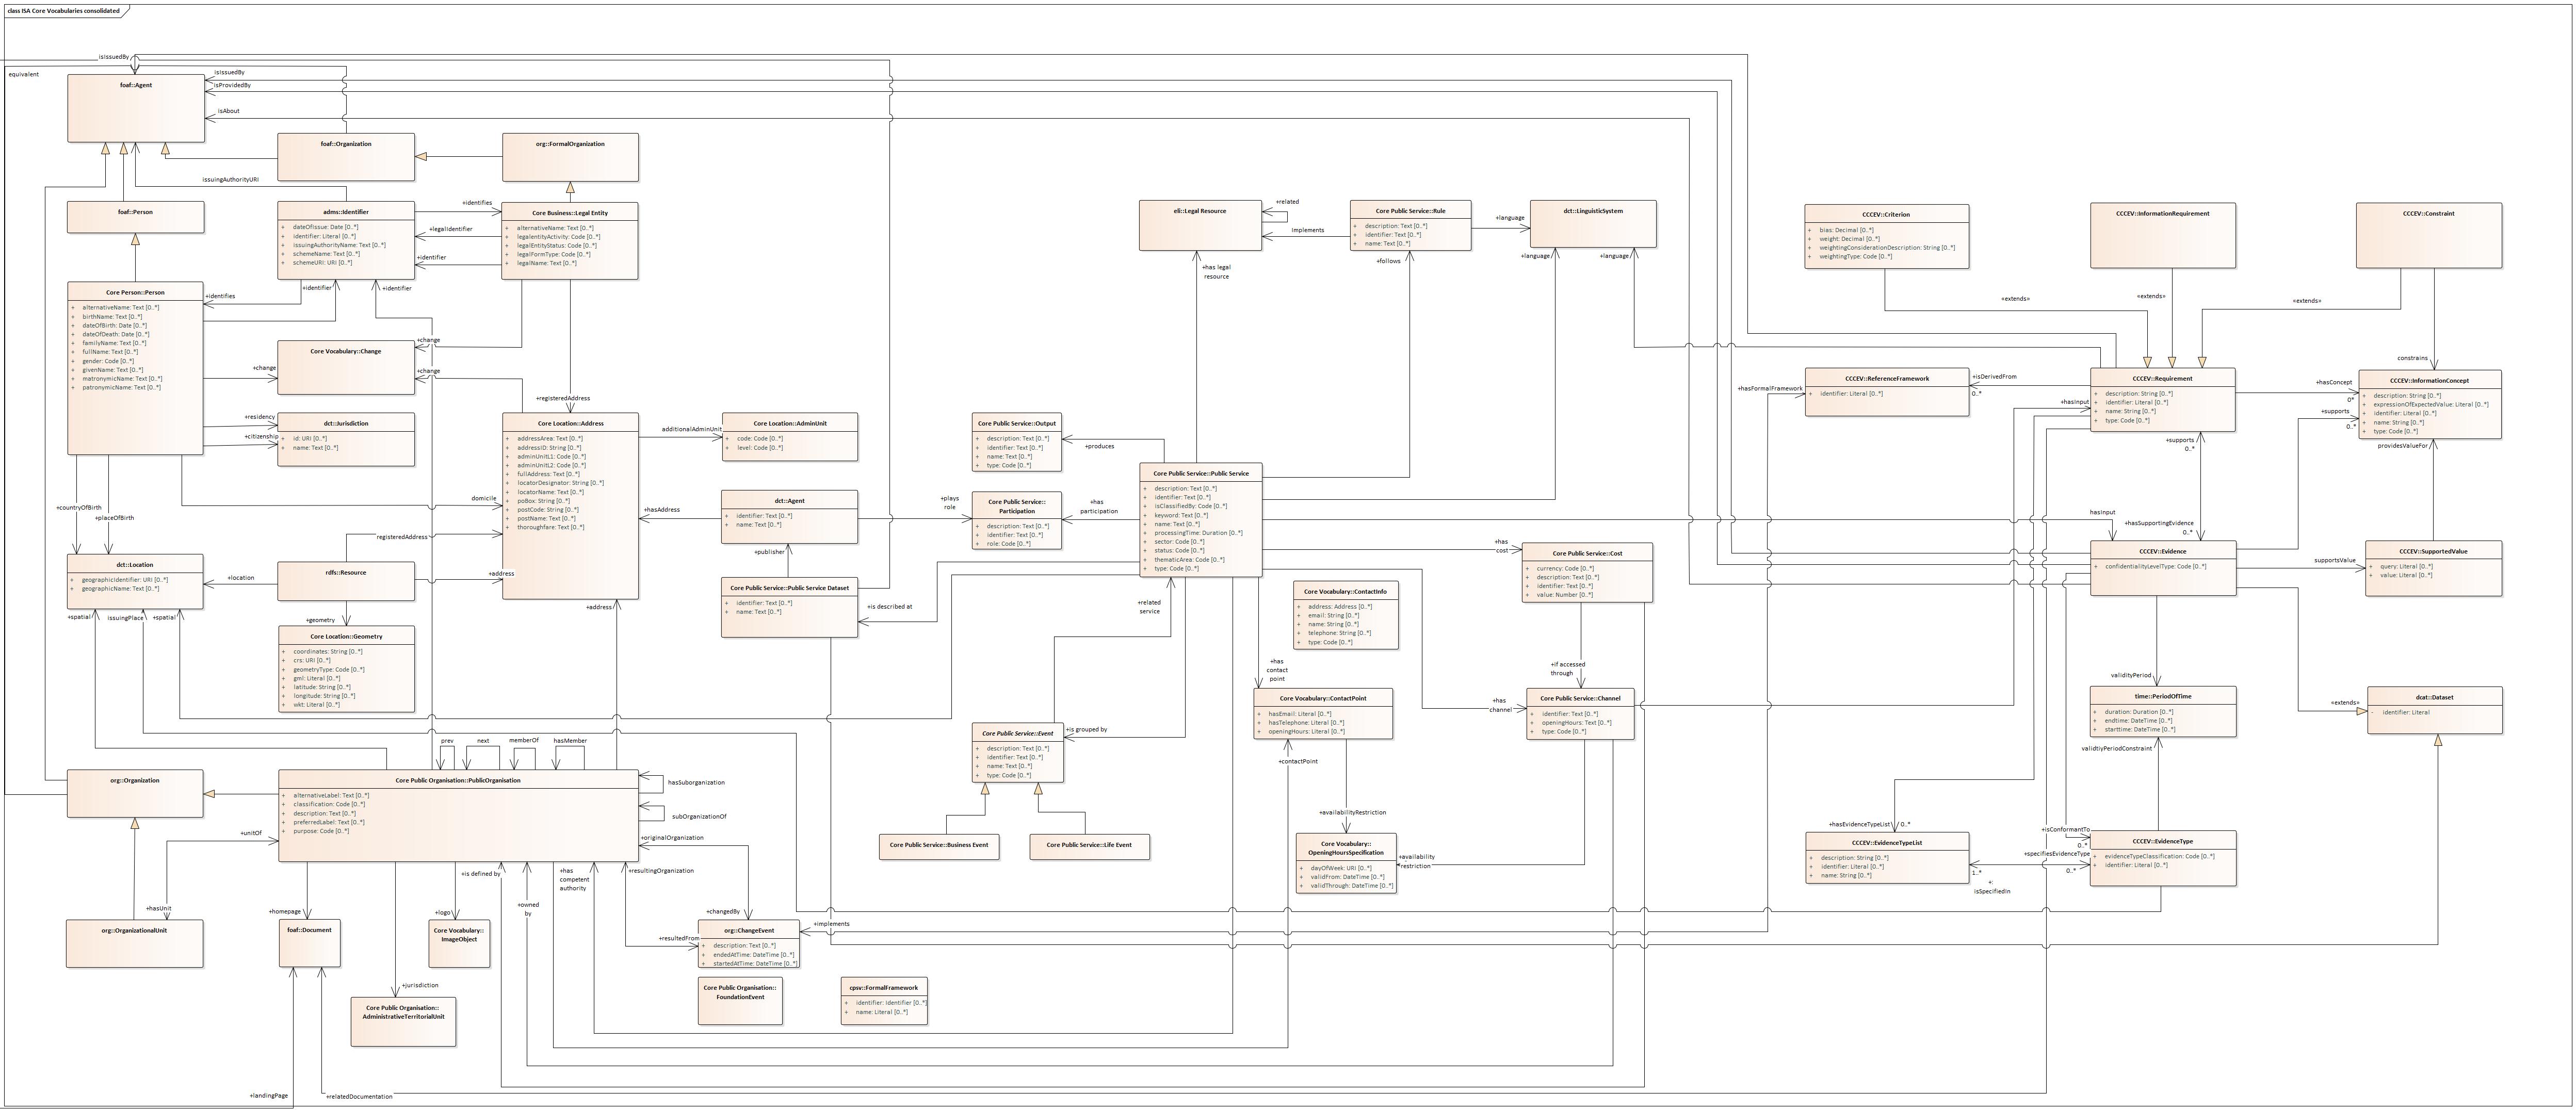 class ISA Core Vocabularies consolidated
isIssuedBy
equivalent
foaf::Agent
isIssuedBy
isProvidedBy
isAbout
foaf::Organization
org::FormalOrganization
issuingAuthorityURI
foaf::Person
adms::Identifier
+ dateOfIssue: Date [0..*]
+ identifier: Literal [0..*]
+ issuingAuthorityName: Text [0..*]
+ schemeName: Text [0..*]
+ schemeURI: URI [0..*]
+identifies
+legalIdentifier
+identifier
Core Business::Legal Entity
+ alternativeName: Text [0..*]
+ legalentityActivity: Code [0..*]
+ legalEntityStatus: Code [0..*]
+ legalFormType: Code [0..*]
+ legalName: Text [0..*]
eli::Legal Resource
+related
implements
Core Public Service::Rule
+ description: Text [0..*]
+ identifier: Text [0..*]
+ name: Text [0..*]
+language
dct::LinguisticSystem
+has legal
resource
+follows
+language
+language
CCCEV::Criterion
+ bias: Decimal [0..*]
+ weight: Decimal [0..*]
+ weightingConsiderationDescription: String [0..*]
+ weightingType: Code [0..*]
CCCEV::InformationRequirement
CCCEV::Constraint
«extends»
«extends»
«extends»
constrains
Core Person::Person
+ alternativeName: Text [0..*]
+ birthName: Text [0..*]
+ dateOfBirth: Date [0..*]
+ dateOfDeath: Date [0..*]
+ familyName: Text [0..*]
+ fullName: Text [0..*]
+ gender: Code [0..*]
+ givenName: Text [0..*]
+ matronymicName: Text [0..*]
+ patronymicName: Text [0..*]
+identifies
+identifier
+identifier
Core Vocabulary::Change
+change
+change
+change
+residency
+citizenship
dct::Jurisdiction
+ id: URI [0..*]
+ name: Text [0..*]
+registeredAddress
Core Location::Address
+ addressArea: Text [0..*]
+ addressID: String [0..*]
+ adminUnitL1: Code [0..*]
+ adminUnitL2: Code [0..*]
+ fullAddress: Text [0..*]
+ locatorDesignator: String [0..*]
+ locatorName: Text [0..*]
+ poBox: String [0..*]
+ postCode: String [0..*]
+ postName: Text [0..*]
+ thoroughfare: Text [0..*]
additionalAdminUnit
Core Location::AdminUnit
+ code: Code [0..*]
+ level: Code [0..*]
+hasAddress
dct::Agent
+ identifier: Text [0..*]
+ name: Text [0..*]
+publisher
Core Public Service::Public Service Dataset
+ identifier: Text [0..*]
+ name: Text [0..*]
+is described at
+plays
role
Core Public Service::Output
+ description: Text [0..*]
+ identifier: Text [0..*]
+ name: Text [0..*]
+ type: Code [0..*]
+produces
Core Public Service::
Participation
+ description: Text [0..*]
+ identifier: Text [0..*]
+ role: Code [0..*]
+has
participation
Core Public Service::Public Service
+ description: Text [0..*]
+ identifier: Text [0..*]
+ isClassifiedBy: Code [0..*]
+ keyword: Text [0..*]
+ name: Text [0..*]
+ processingTime: Duration [0..*]
+ sector: Code [0..*]
+ status: Code [0..*]
+ thematicArea: Code [0..*]
+ type: Code [0..*]
+has
cost
Core Public Service::Cost
+ currency: Code [0..*]
+ description: Text [0..*]
+ identifier: Text [0..*]
+ value: Number [0..*]
Core Vocabulary::ContactInfo
+ address: Address [0..*]
+ email: String [0..*]
+ name: String [0..*]
+ telephone: String [0..*]
+ type: Code [0..*]
+if accessed
through
+has
contact
point
Core Vocabulary::ContactPoint
+ hasEmail: Literal [0..*]
+ hasTelephone: Literal [0..*]
+ openingHours: Literal [0..*]
+has
channel
Core Public Service::Channel
+ identifier: Text [0..*]
+ openingHours: Text [0..*]
+ type: Code [0..*]
+contactPoint
+availabilityRestriction
+availability
restriction
Core Vocabulary::
OpeningHoursSpecification
+ dayOfWeek: URI [0..*]
+ validFrom: DateTime [0..*]
+ validThrough: DateTime [0..*]
+related
service
+is grouped by
Core Public Service::Event
+ description: Text [0..*]
+ identifier: Text [0..*]
+ name: Text [0..*]
+ type: Code [0..*]
Core Public Service::Business Event
Core Public Service::Life Event
+hasFormalFramework
CCCEV::ReferenceFramework
+ identifier: Literal [0..*]
+isDerivedFrom
0..*
CCCEV::Requirement
+ description: String [0..*]
+ identifier: Literal [0..*]
+ name: String [0..*]
+ type: Code [0..*]
+hasInput
+hasConcept
0*
+supports
0..*
CCCEV::InformationConcept
+ description: String [0..*]
+ expressionOfExpectedValue: Literal [0..*]
+ identifier: Literal [0..*]
+ name: String [0..*]
+ type: Code [0..*]
providesValueFor
+supports
0..*
hasInput
+hasSupportingEvidence
0..*
CCCEV::Evidence
+ confidentialityLevelType: Code [0..*]
supportsValue
CCCEV::SupportedValue
+ query: Literal [0..*]
+ value: Literal [0..*]
validityPeriod
time::PeriodOfTime
+ duration: Duration [0..*]
+ endtime: DateTime [0..*]
+ starttime: DateTime [0..*]
validtiyPeriodConstraint
«extends»
dcat::Dataset
- identifier: Literal
+hasEvidenceTypeList
0..*
CCCEV::EvidenceTypeList
+ description: String [0..*]
+ identifier: Literal [0..*]
+ name: String [0..*]
+isConformantTo
0..*
+specifiesEvidenceType
0..*
1..*
+:
isSpecifiedIn
CCCEV::EvidenceType
+ evidenceTypeClassification: Code [0..*]
+ identifier: Literal [0..*]
domicile
+countryOfBirth
+placeOfBirth
registeredAddress
dct::Location
+ geographicIdentifier: URI [0..*]
+ geographicName: Text [0..*]
+location
rdfs::Resource
+address
+address
+spatial
issuingPlace
+spatial
+geometry
Core Location::Geometry
+ coordinates: String [0..*]
+ crs: URI [0..*]
+ geometryType: Code [0..*]
+ gml: Literal [0..*]
+ latitude: String [0..*]
+ longitude: String [0..*]
+ wkt: Literal [0..*]
prev
next
memberOf
hasMember
org::Organization
Core Public Organisation::PublicOrganisation
+ alternativeLabel: Text [0..*]
+ classification: Code [0..*]
+ description: Text [0..*]
+ preferredLabel: Text [0..*]
+ purpose: Code [0..*]
hasSuborganization
subOrganizationOf
+unitOf
+originalOrganization
+resultingOrganization
+is defined by
+has
competent
authority
+owned
by
+hasUnit
+homepage
+logo
+changedBy
+resultedFrom
+implements
org::OrganizationalUnit
foaf::Document
Core Vocabulary::
ImageObject
org::ChangeEvent
+ description: Text [0..*]
+ endedAtTime: DateTime [0..*]
+ startedAtTime: DateTime [0..*]
+jurisdiction
Core Public Organisation::
AdministrativeTerritorialUnit
Core Public Organisation::
FoundationEvent
cpsv::FormalFramework
+ identifier: Identifier [0..*]
+ name: Literal [0..*]
+landingPage
+relatedDocumentation